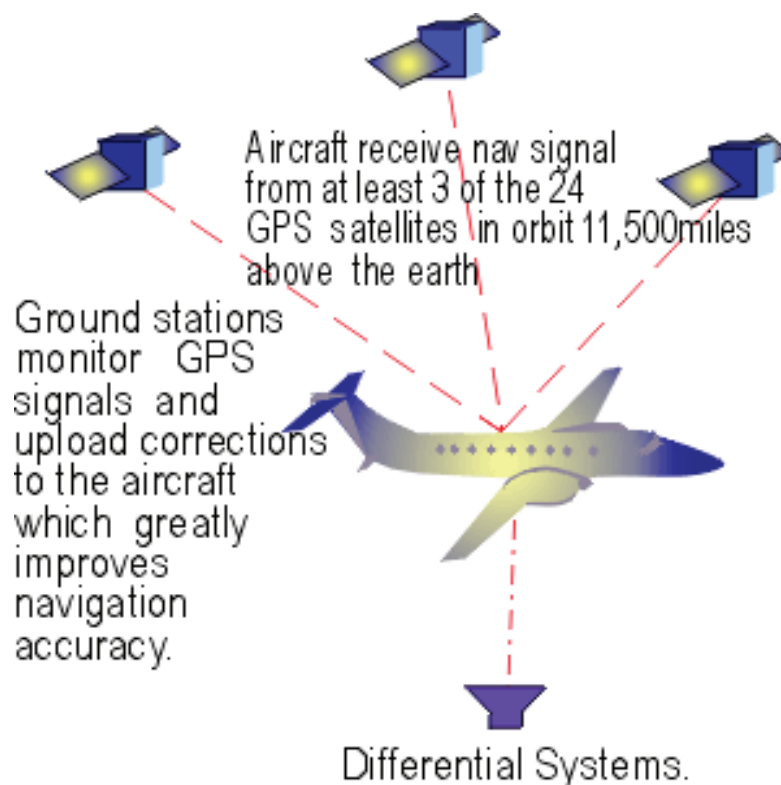 Aircraft receive nav signal
from at least 3 of the 24
GPS satellites in orbit 11,500miles
above the earth
Ground stations
monitor GPS
signals and
upload corrections
to the aircraft
which greatly
improves
navigation
accuracy.
Differential Systems.